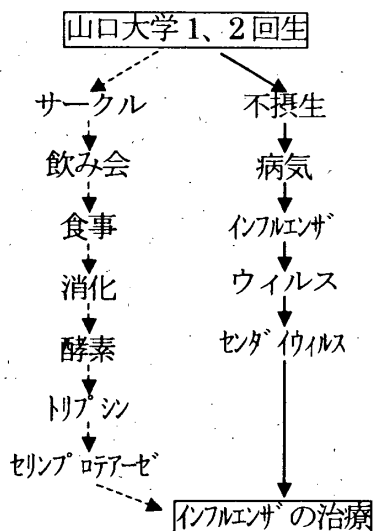 山口大学1、2回生
サークル
不摂生
飲み会
病気
食事
インフルエンザ
消化
ウィルス
酵素
センダイウィルス
トリプシン
セリンプロテアーゼ
インフルエンザの治療